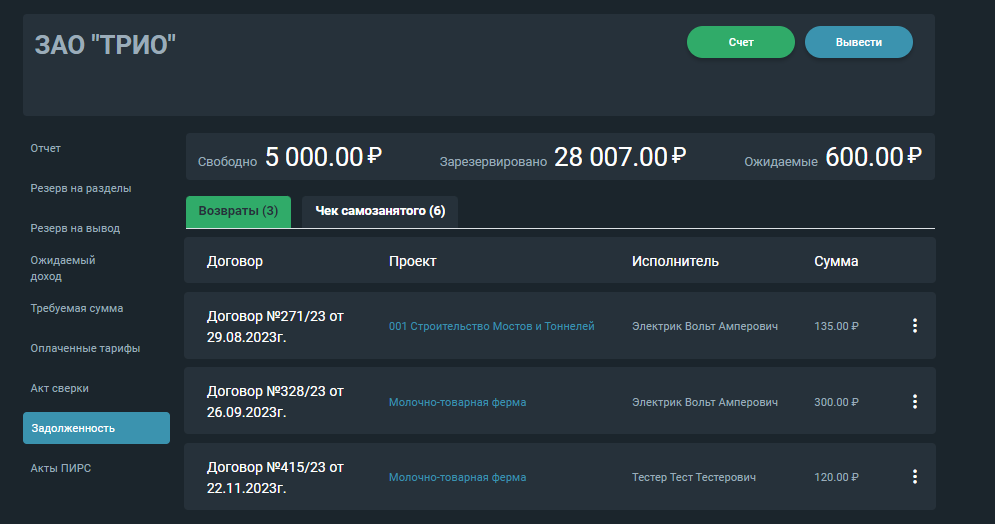 ЗАО "ТРИО"
Счет
Вывести
Отчет
Резерв на разделы
Резерв на вывод
Ожидаемый
доход
Требуемая сумма
Оплаченные тарифы
Акт сверки
Задолженность
Акты ПИРС
Свободно 5 000.00 ₽
Зарезервировано 28 007.00 ₽
Ожидаемые 600.00 ₽
Возвраты (3)
Чек самозанятого (6)
Договор Проект Исполнитель Сумма
Договор №271/23 от
29.08.2023г.
001 Строительство Мостов и Тоннелей
Электрик Вольт Амперович
135.00 ₽
Договор №328/23 от
26.09.2023г.
Молочно-товарная ферма
Электрик Вольт Амперович
300.00 ₽
Договор №415/23 от
22.11.2023г.
Молочно-товарная ферма
Тестер Тест Тестерович
120.00 ₽